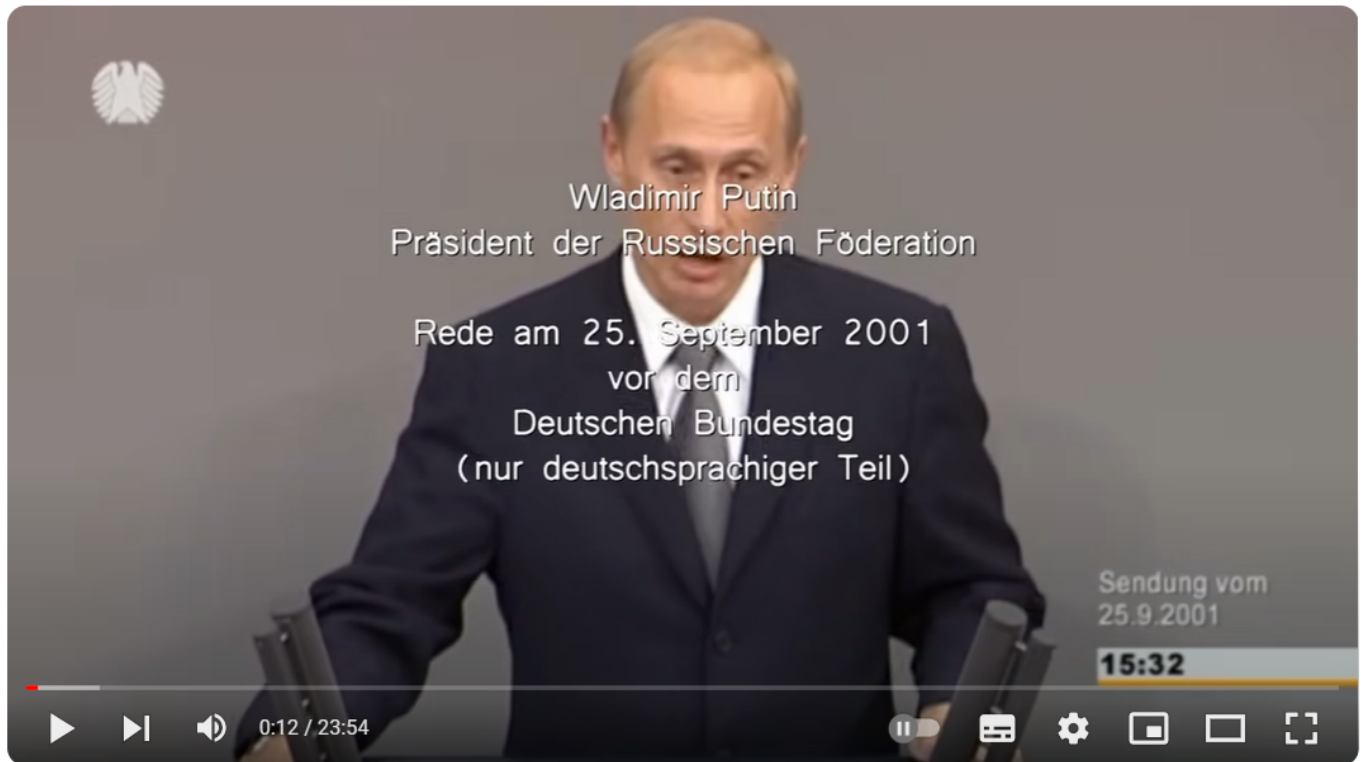 Wladimir Putin
Präsident der Russischen Föderation
Rede am 25. September 2001
vor dem
Deutschen Bundestag
(nur deutschsprachiger Teil)
Sendung vom
25.9.2001
15:32
0:12 / 23:54